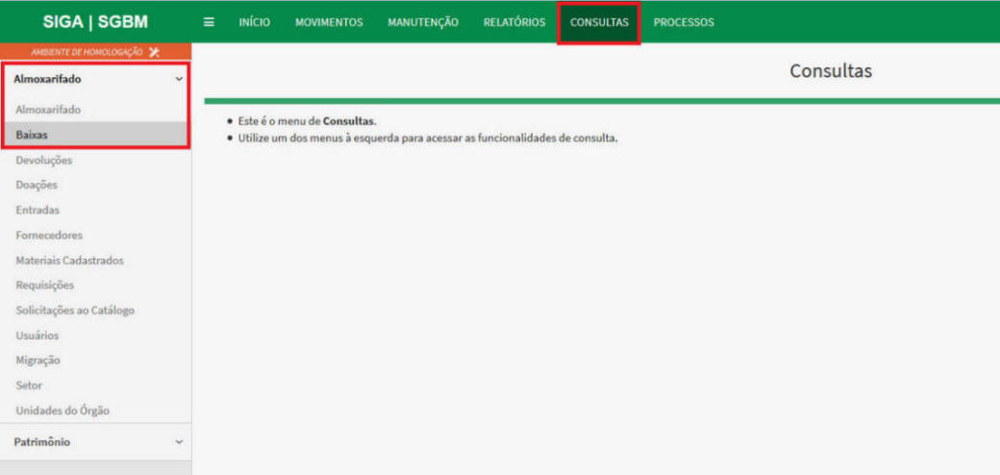 SIGA | SGBM
INÍCIO MOVIMENTOS MANUTENÇÃO RELATÓRIOS CONSULTAS PROCESSOS
AMBIENTE DE HOMOLOGAÇÃO
Almoxarifado
Almoxarifado
Baixas
Devoluções
Doações
Entradas
Fornecedores
Materiais Cadastrados
Requisições
Solicitações ao Catálogo
Usuários
Migração
Setor
Unidades do Órgão
Patrimônio
Consultas
• Este é o menu de Consultas.
• Utilize um dos menus à esquerda para acessar as funcionalidades de consulta.